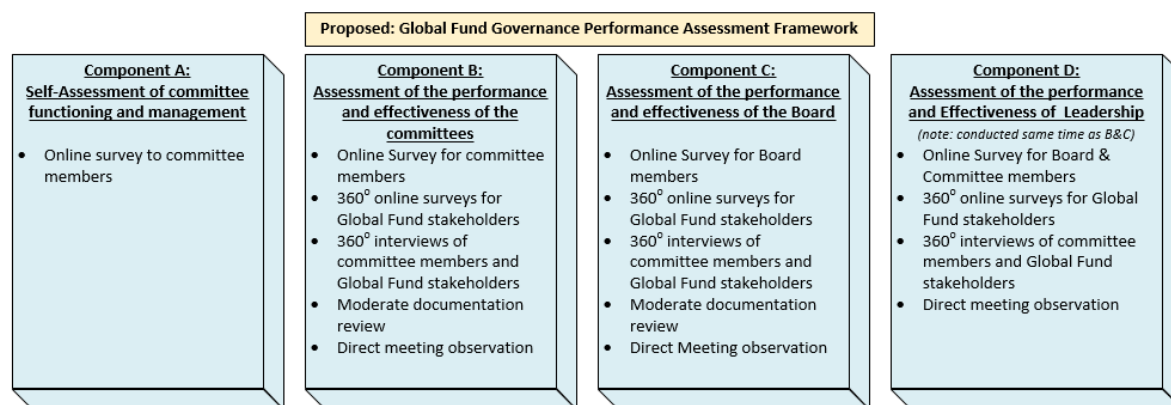 Proposed: Global Fund Governance Performance Assessment Framework
Component A:
Self-Assessment of committee
functioning and management
• Online survey to committee
members
Component B:
Assessment of the performance
and effectiveness of the
committees
• Online Survey for committee
members
• 360° online surveys for
Global Fund stakeholders
• 360° interviews of
committee members and
Global Fund stakeholders
• Moderate documentation
review
• Direct meeting observation
Component C:
Assessment of the performance
and effectiveness of the Board
• Online Survey for Board
members
• 360° online surveys for
Global Fund stakeholders
• 360° interviews of
committee members and
Global Fund stakeholders
• Moderate documentation
review
• Direct Meeting observation
Component D:
Assessment of the performance
and Effectiveness of Leadership
(note: conducted same time as B&C)
• Online Survey for Board &
Committee members
• 360° online surveys for Global
Fund stakeholders
• 360° interviews of committee
members and Global Fund
stakeholders
• Direct meeting observation